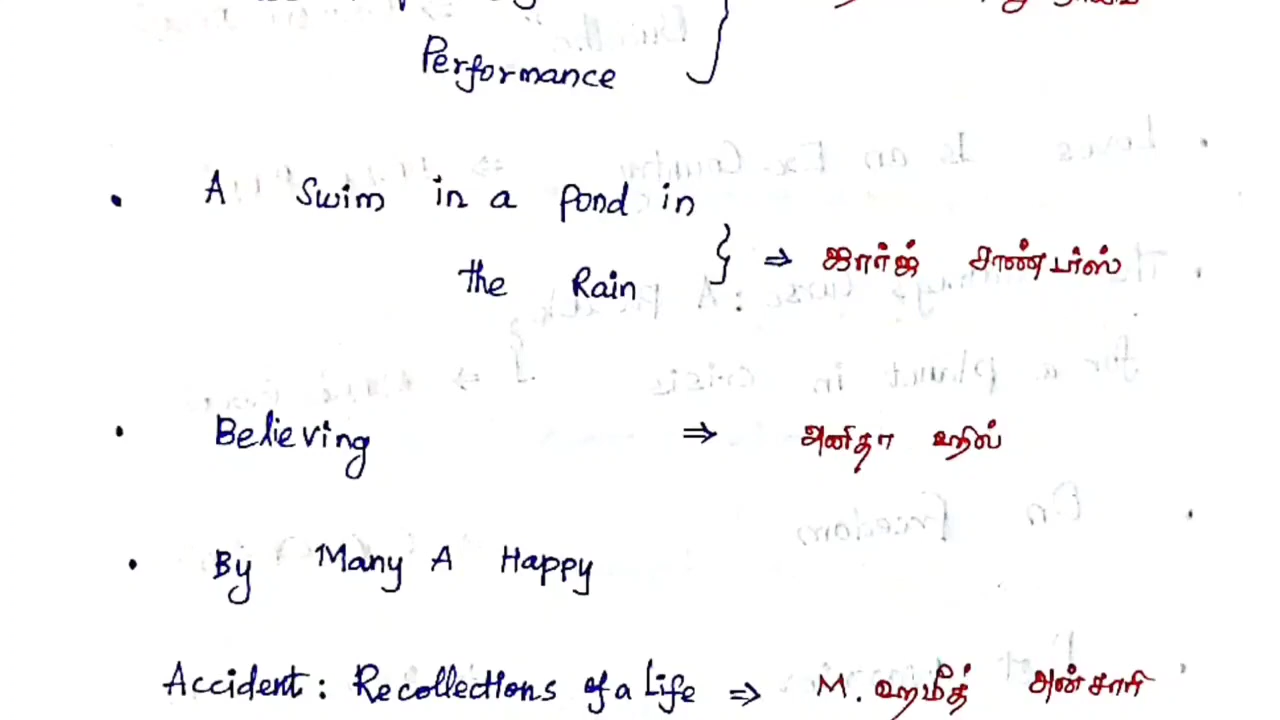 Performance }
• A Swim in a Pond in
the Rain } ⇒ ஜார்ஜ் சாண்டர்ஸ்
• Believing ⇒ அனிதா ஹில்
• By Many A Happy
Accident: Recollections of a Life ⇒ M. ஹமீத் அன்சாரி